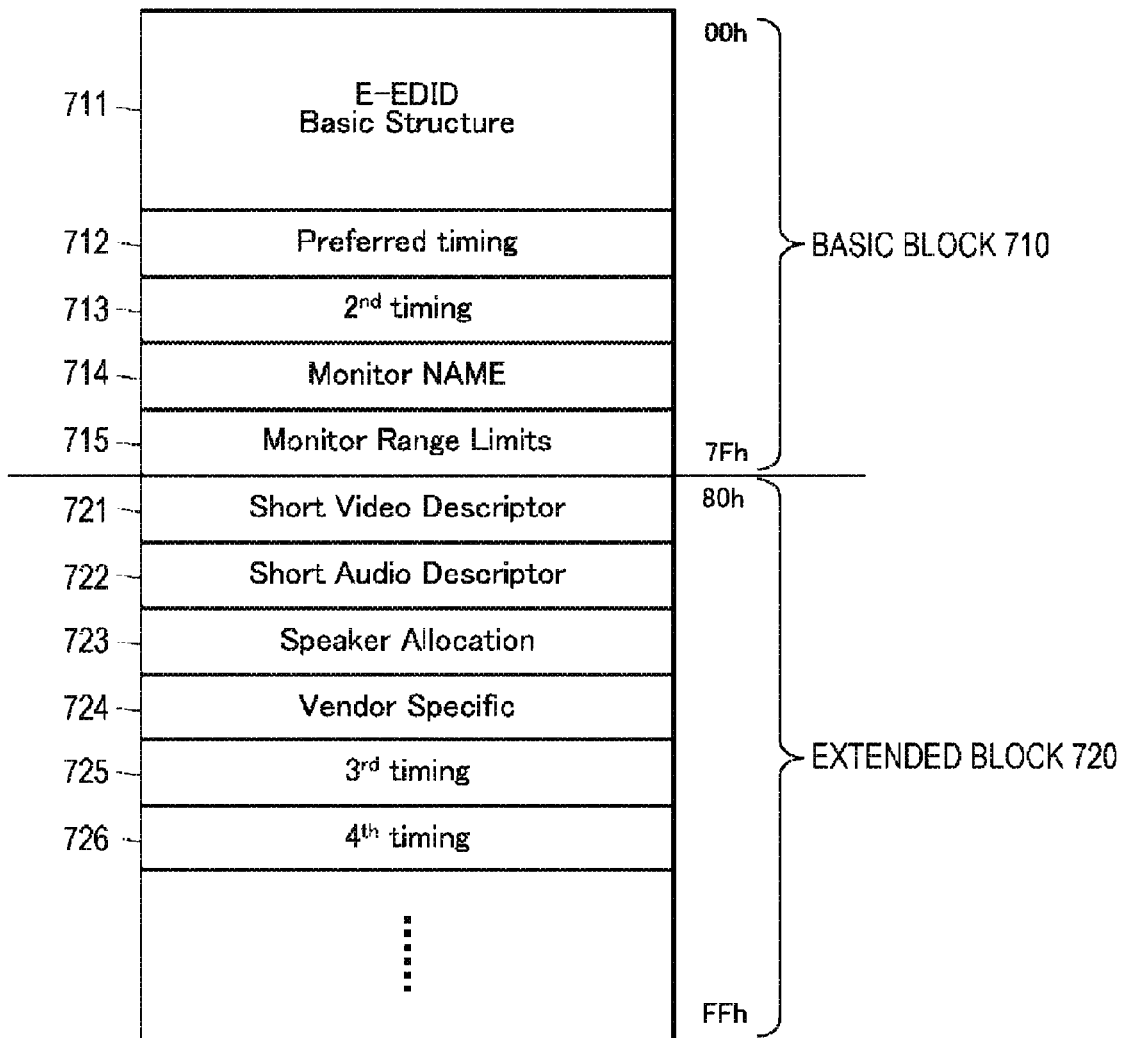 00h
711
E-EDID
Basic Structure
712
Preferred timing
BASIC BLOCK 710
713
2nd timing
714
Monitor NAME
715
Monitor Range Limits
7Fh
721
Short Video Descriptor
80h
722
Short Audio Descriptor
723
Speaker Allocation
724
Vendor Specific
725
3rd timing
EXTENDED BLOCK 720
726
4th timing
FFh